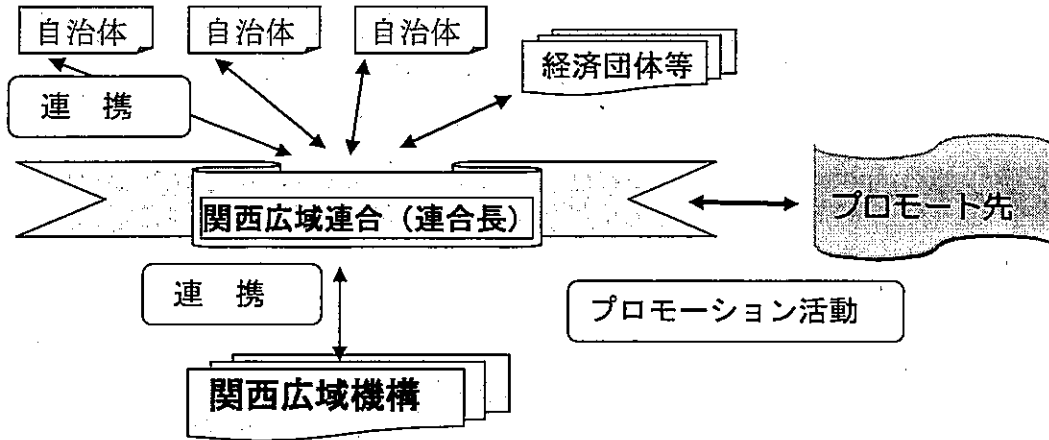 自治体
自治体
自治体
経済団体等
連　携
関西広域連合（連合長）
プロモート先
連　携
プロモーション活動
関西広域機構